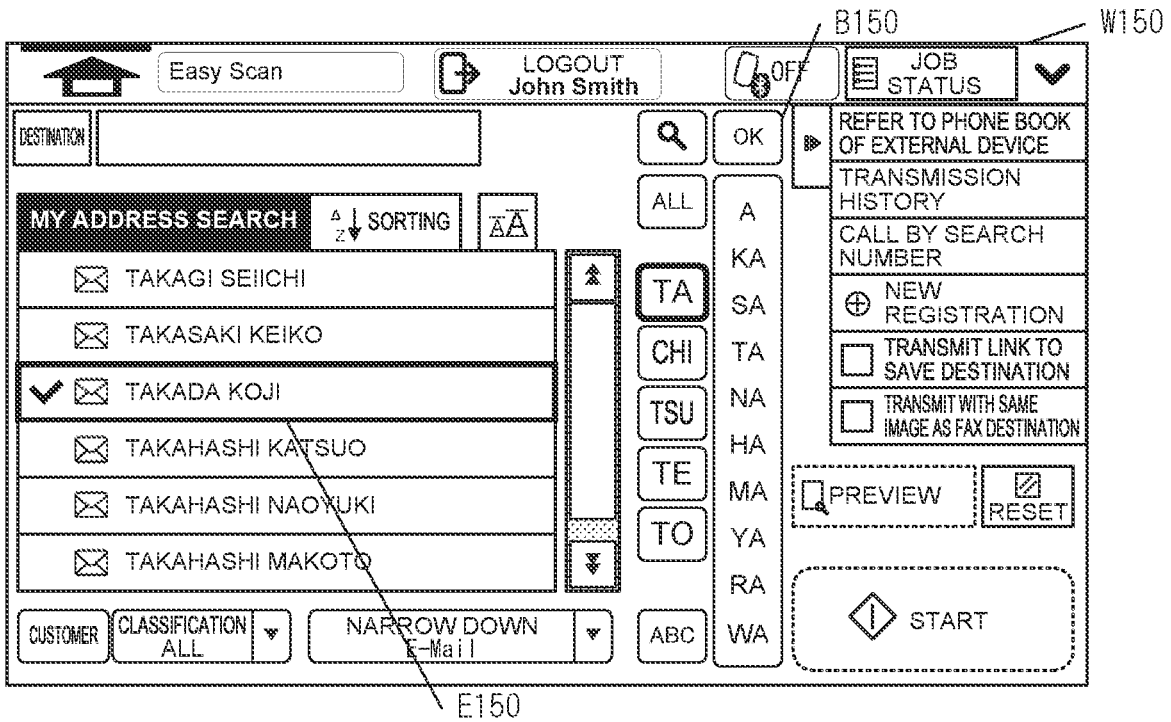 B150
W150
Easy Scan
LOGOUT
John Smith
OFF
JOB
STATUS
DESTINATION
OK
REFER TO PHONE BOOK
OF EXTERNAL DEVICE
TRANSMISSION
HISTORY
CALL BY SEARCH
NUMBER
NEW
REGISTRATION
TRANSMIT LINK TO
SAVE DESTINATION
TRANSMIT WITH SAME
IMAGE AS FAX DESTINATION
MY ADDRESS SEARCH
A
Z
SORTING
AA
ALL
TAKAGI SEIICHI
TAKASAKI KEIKO
TAKADA KOJI
TAKAHASHI KATSUO
TAKAHASHI NAOYUKI
TAKAHASHI MAKOTO
TA
CHI
TSU
TE
TO
ABC
A
KA
SA
TA
NA
HA
MA
YA
RA
WA
PREVIEW
RESET
START
CUSTOMER
CLASSIFICATION
ALL
NARROW DOWN
E-Mail
E150